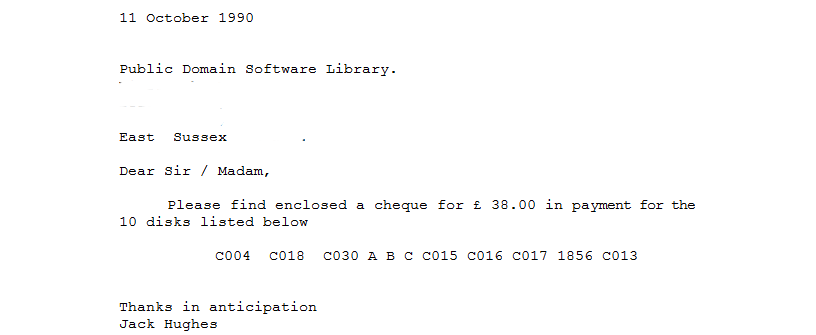 11 October 1990
Public Domain Software Library.
East Sussex .
Dear Sir / Madam,
Please find enclosed a cheque for £ 38.00 in payment for the
10 disks listed below
C004 C018 C030 A B C C015 C016 C017 1856 C013
Thanks in anticipation
Jack Hughes